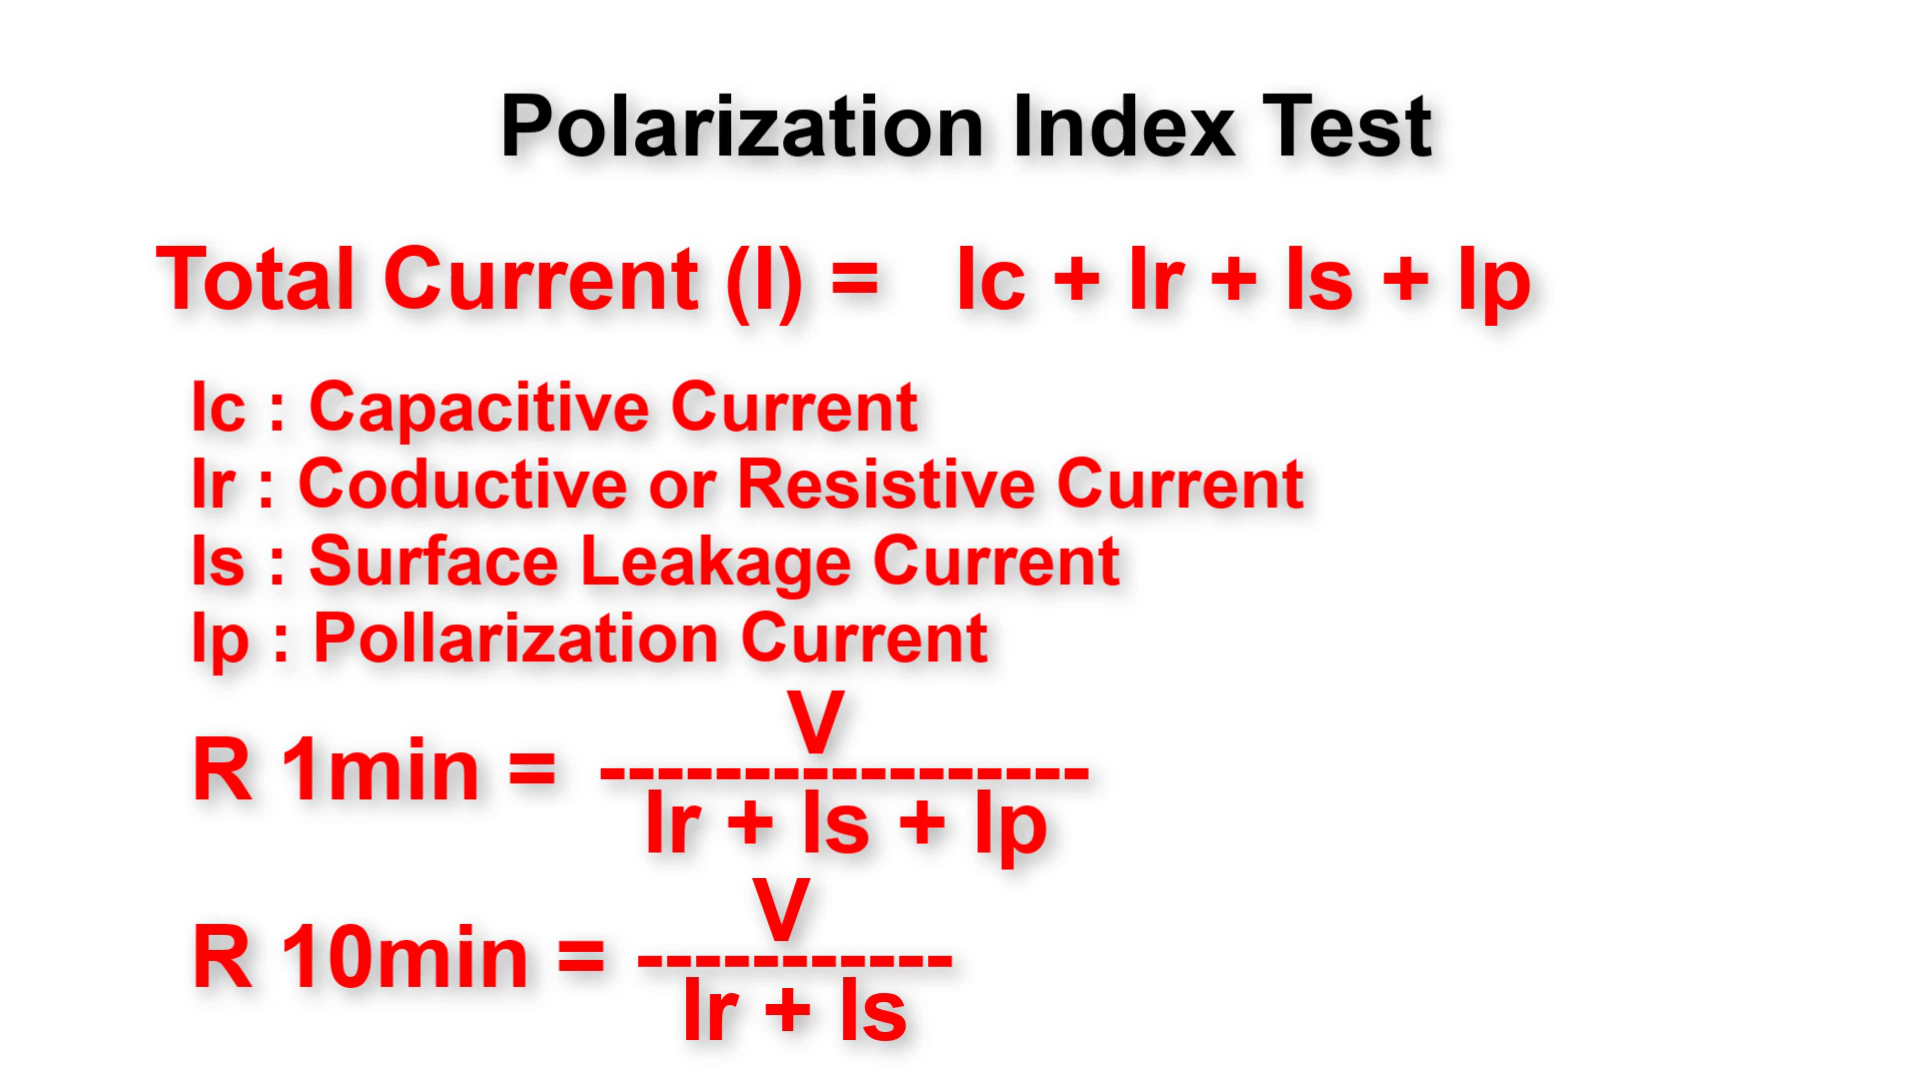 Polarization Index Test
Total Current (I) = Ic + Ir + Is + Ip
Ic : Capacitive Current
Ir : Coductive or Resistive Current
Is : Surface Leakage Current
Ip : Pollarization Current
V
R 1min = -----------------
Ir + Is + Ip
V
R 10min = -----------
Ir + Is